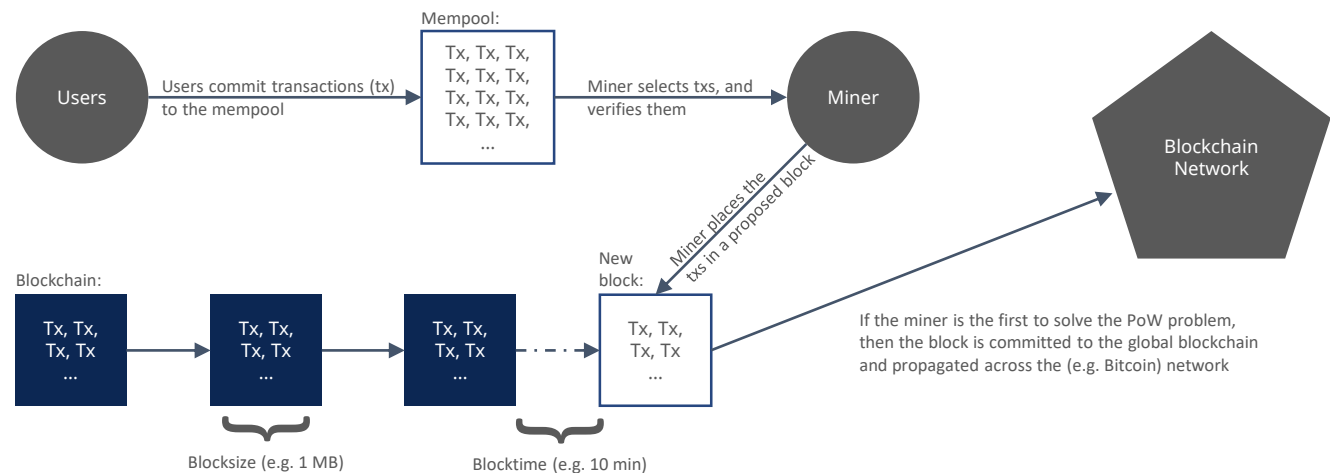 Mempool:
Users
Users commit transactions (tx)
to the mempool
Tx, Tx, Tx,
Tx, Tx, Tx,
Tx, Tx, Tx,
Tx, Tx, Tx,
...
Miner selects txs, and
verifies them
Miner
Blockchain
Network
Miner places the
txs in a proposed block
Blockchain:
Tx, Tx,
Tx, Tx
...
Tx, Tx,
Tx, Tx
...
Tx, Tx,
Tx, Tx
...
New
block:
Tx, Tx,
Tx, Tx
...
If the miner is the first to solve the PoW problem,
then the block is committed to the global blockchain
and propagated across the (e.g. Bitcoin) network
Blocksize (e.g. 1 MB)
Blocktime (e.g. 10 min)